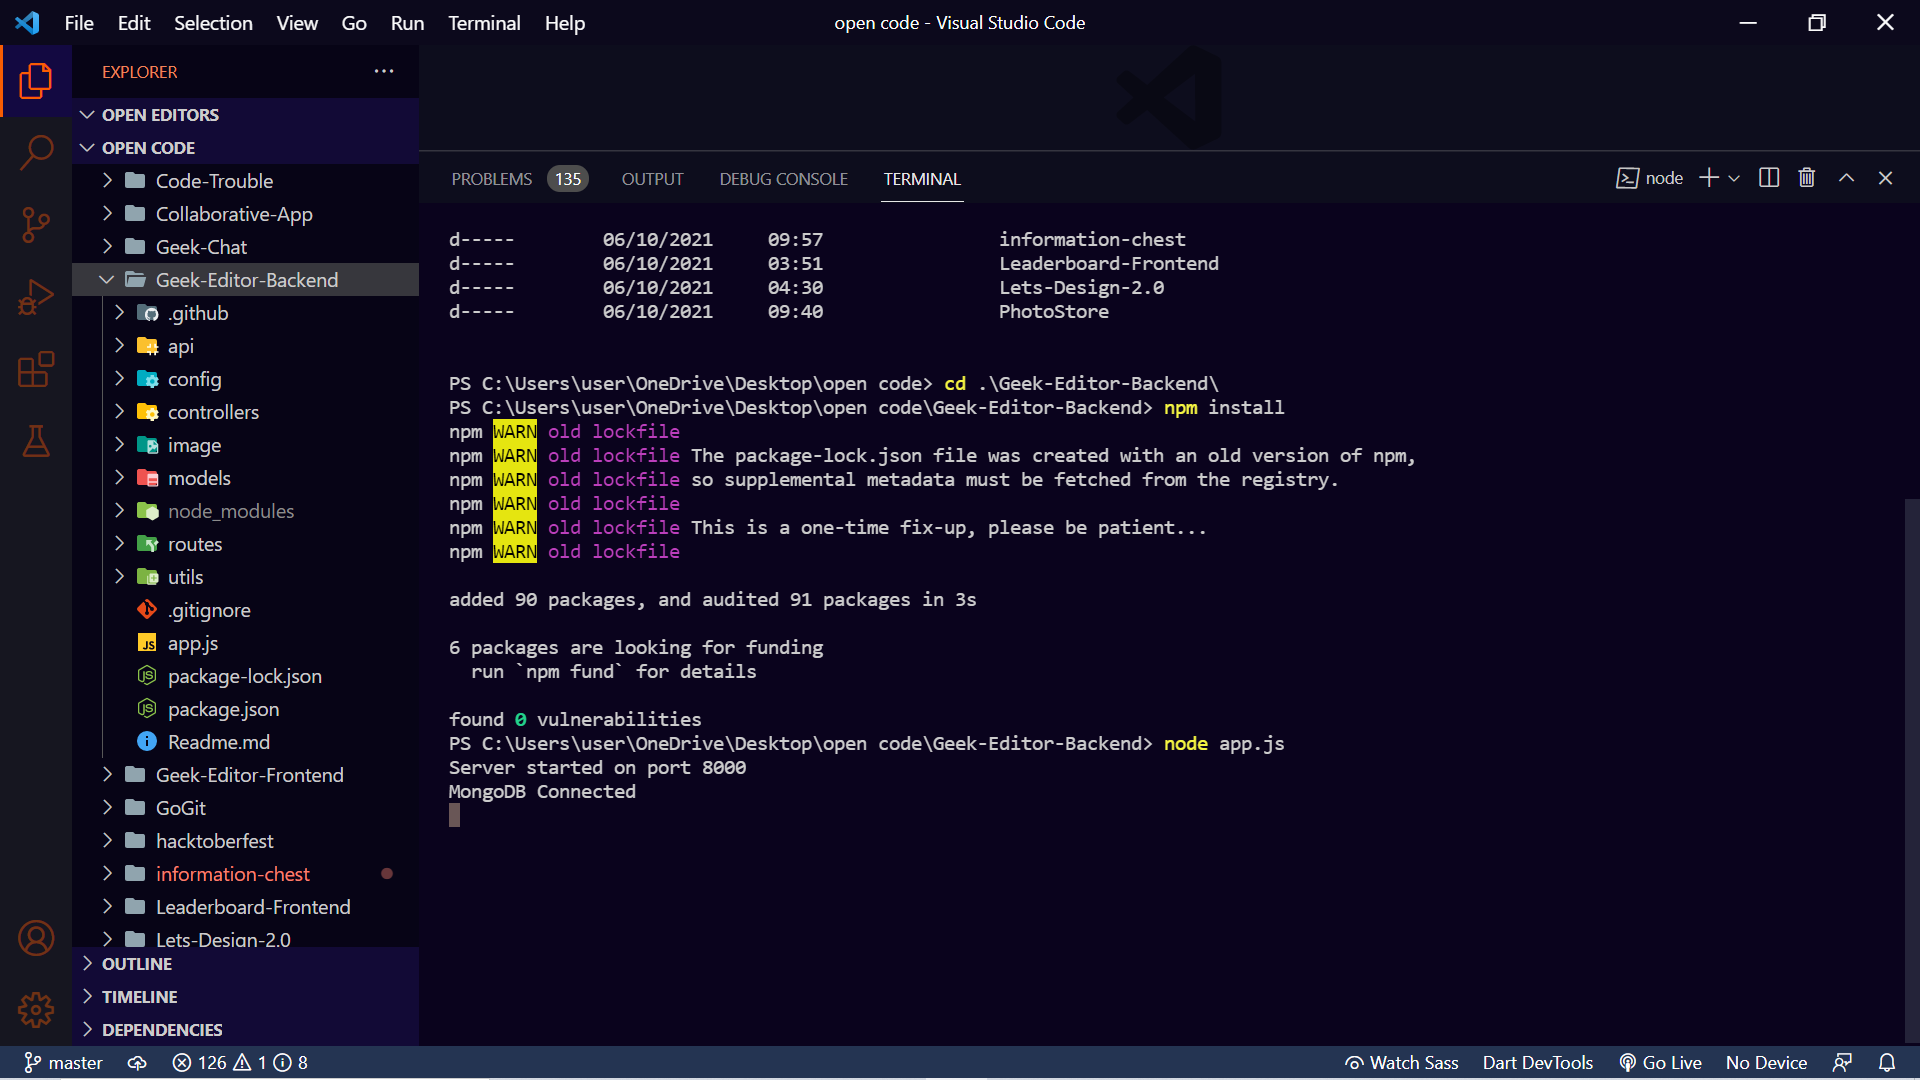 File Edit Selection View Go Run Terminal Help
open code - Visual Studio Code
EXPLORER
OPEN EDITORS
OPEN CODE
Code-Trouble
Collaborative-App
Geek-Chat
Geek-Editor-Backend
.github
api
config
controllers
image
models
node_modules
routes
utils
.gitignore
JS app.js
package-lock.json
package.json
Readme.md
Geek-Editor-Frontend
GoGit
hacktoberfest
information-chest
Leaderboard-Frontend
Lets-Design-2.0
OUTLINE
TIMELINE
DEPENDENCIES
PROBLEMS 135 OUTPUT DEBUG CONSOLE TERMINAL
node
d----- 06/10/2021 09:57 information-chest
d----- 06/10/2021 03:51 Leaderboard-Frontend
d----- 06/10/2021 04:30 Lets-Design-2.0
d----- 06/10/2021 09:40 PhotoStore
PS C:\Users\user\OneDrive\Desktop\open code> cd .\Geek-Editor-Backend\
PS C:\Users\user\OneDrive\Desktop\open code\Geek-Editor-Backend> npm install
npm WARN old lockfile
npm WARN old lockfile The package-lock.json file was created with an old version of npm,
npm WARN old lockfile so supplemental metadata must be fetched from the registry.
npm WARN old lockfile
npm WARN old lockfile This is a one-time fix-up, please be patient...
npm WARN old lockfile
added 90 packages, and audited 91 packages in 3s
6 packages are looking for funding
run `npm fund` for details
found 0 vulnerabilities
PS C:\Users\user\OneDrive\Desktop\open code\Geek-Editor-Backend> node app.js
Server started on port 8000
MongoDB Connected
master 126 1 8
Watch Sass Dart DevTools Go Live No Device